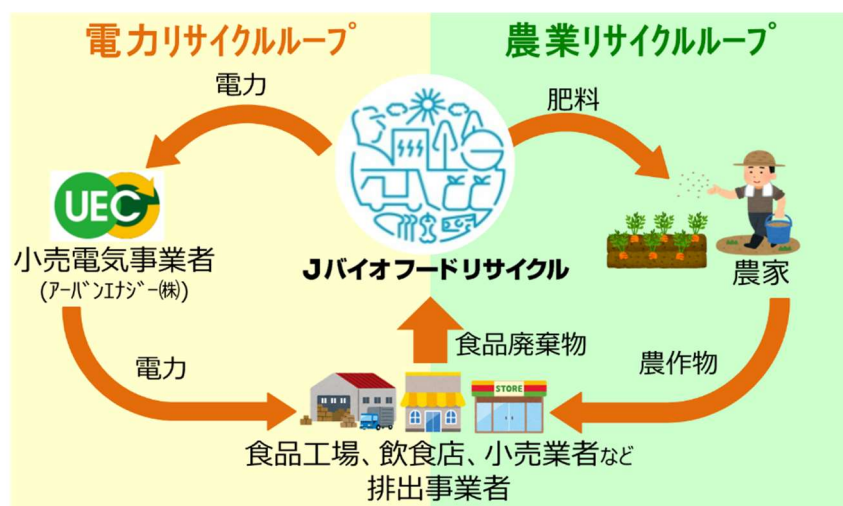 電力リサイクルループ
農業リサイクルループ
電力
肥料
UEC
小売電気事業者
(ｱｰﾊﾞﾝｴﾅｼﾞｰ㈱)
Jバイオフードリサイクル
農家
電力
食品廃棄物
農作物
STORE
食品工場、飲食店、小売業者など
排出事業者